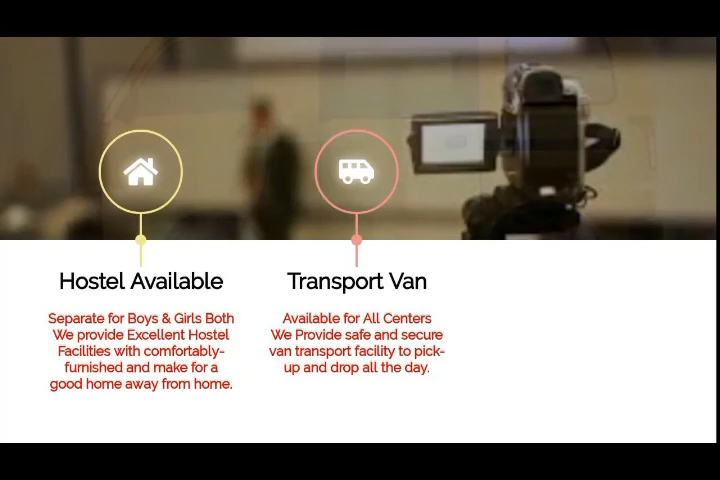 Hostel Available
Separate for Boys & Girls Both
We provide Excellent Hostel
Facilities with comfortably-
furnished and make for a
good home away from home.
Transport Van
Available for All Centers
We Provide safe and secure
van transport facility to pick-
up and drop all the day.